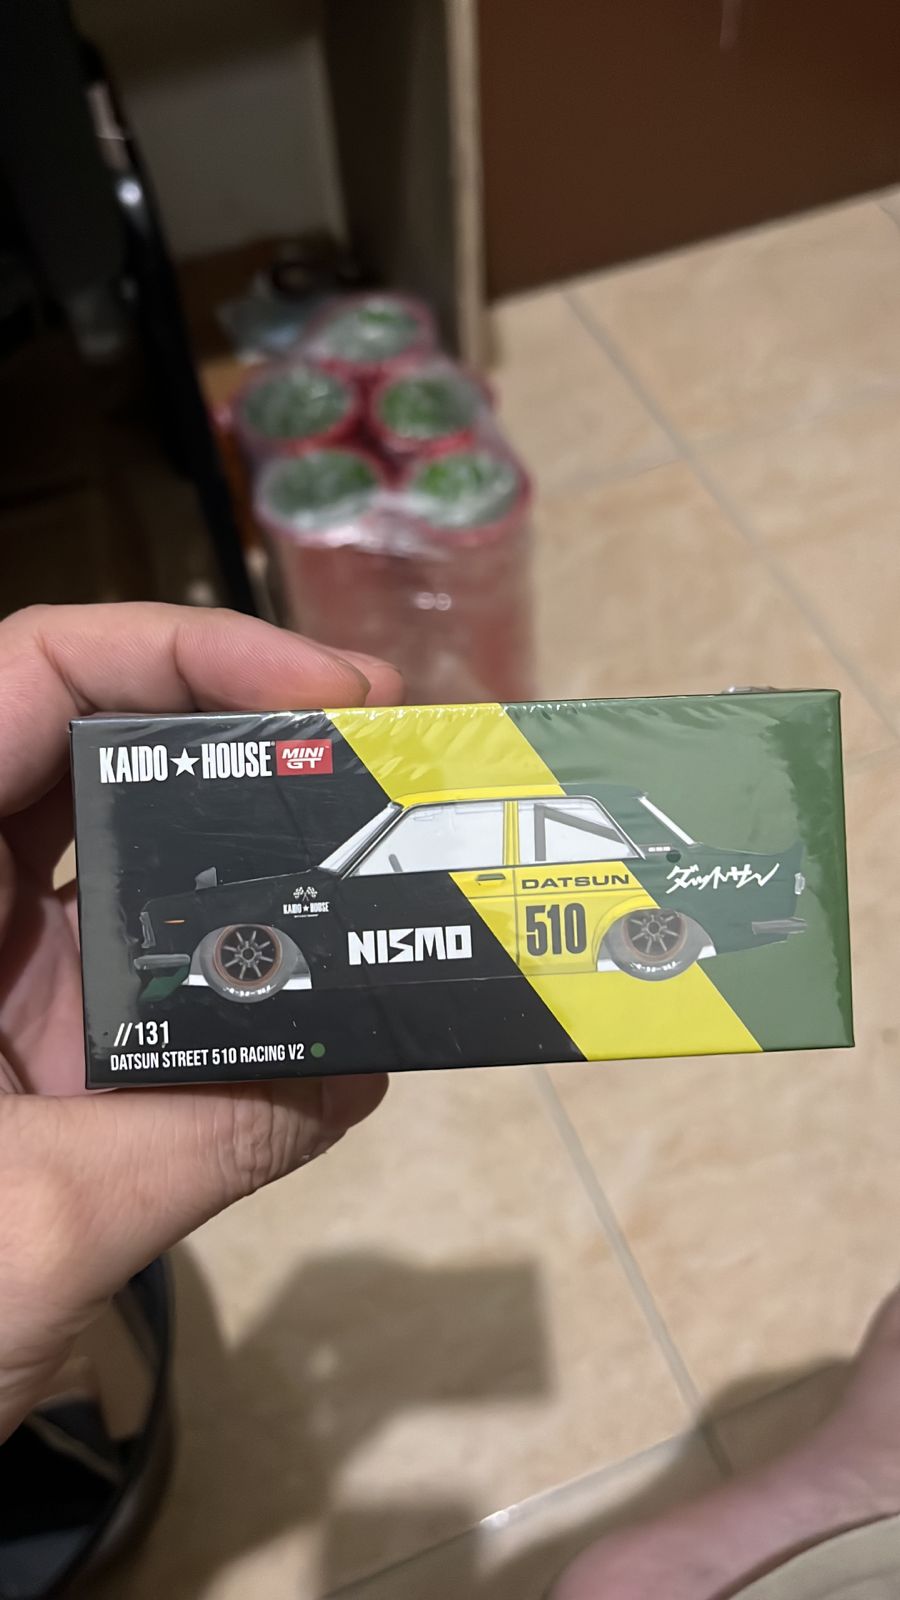 KAIDO★HOUSE MINI GT
DATSUN
ダットサン
510
KAIDO★HOUSE
NISMO
//131
DATSUN STREET 510 RACING V2